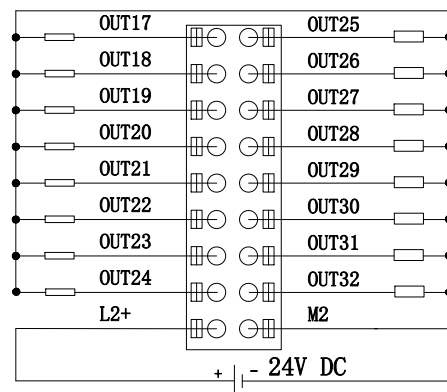 OUT17 OUT25
OUT18 OUT26
OUT19 OUT27
OUT20 OUT28
OUT21 OUT29
OUT22 OUT30
OUT23 OUT31
OUT24 OUT32
L2+ M2
+ - 24V DC